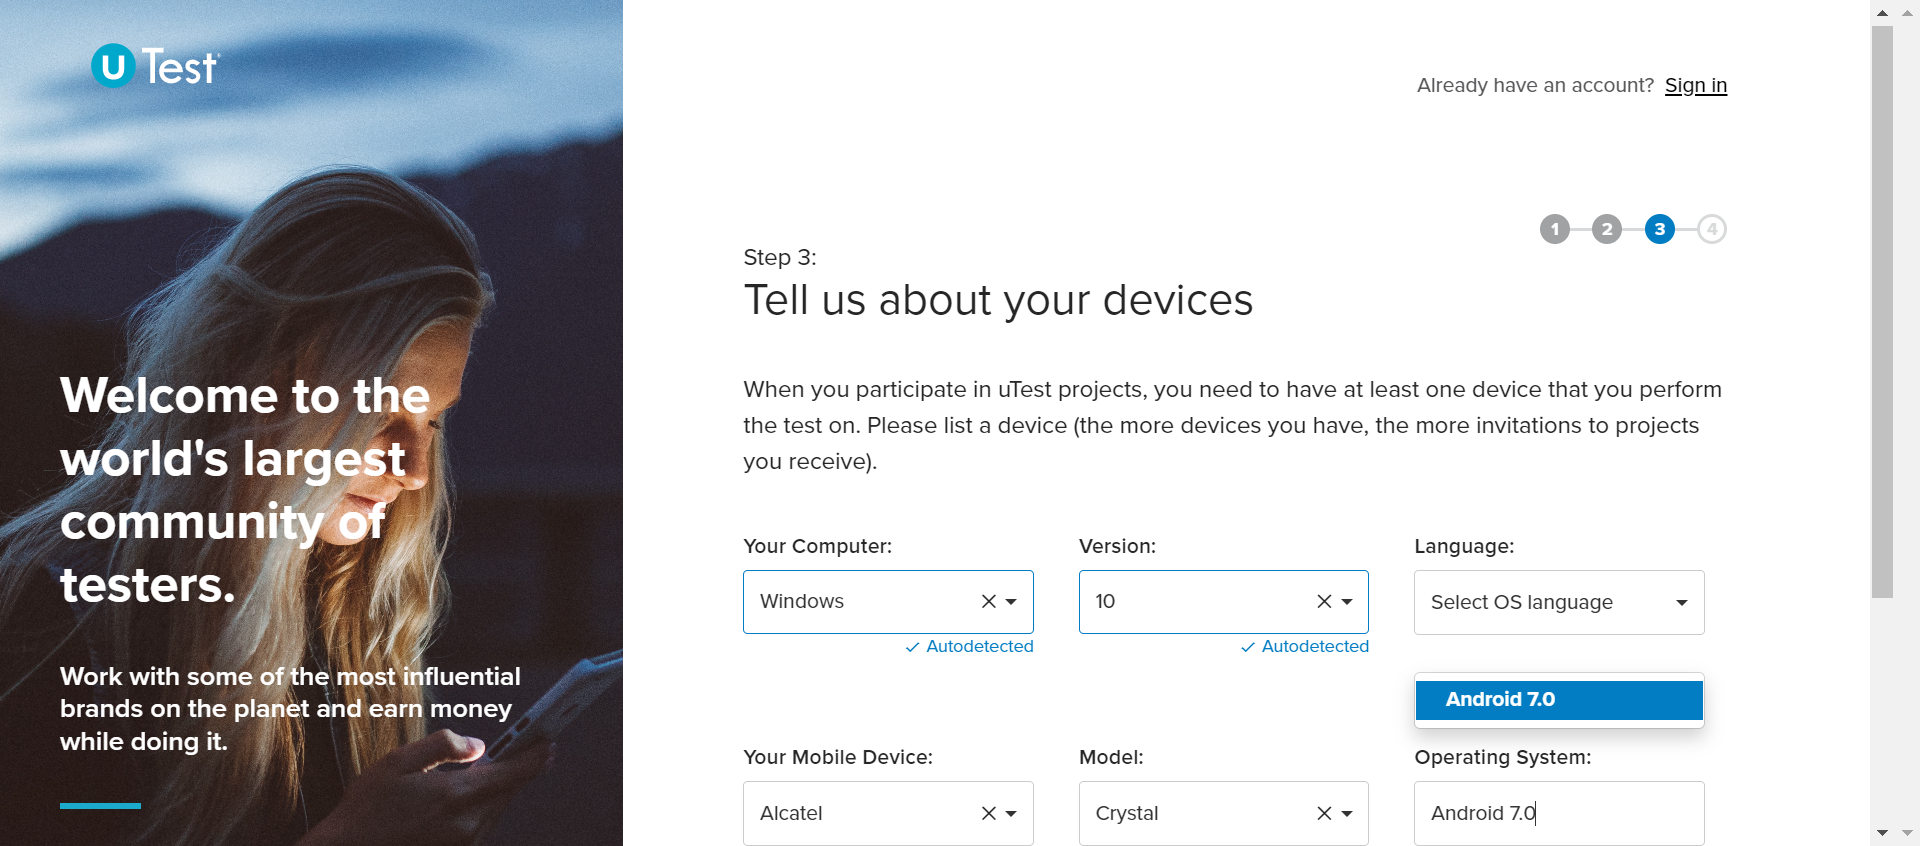 uTest
Already have an account? Sign in
1 2 3 4
Step 3:
Tell us about your devices
Welcome to the
world's largest
community of
testers.
Work with some of the most influential
brands on the planet and earn money
while doing it.
When you participate in uTest projects, you need to have at least one device that you perform
the test on. Please list a device (the more devices you have, the more invitations to projects
you receive).
Your Computer: Version: Language:
Windows 10 Select OS language
Autodetected Autodetected
Android 7.0
Your Mobile Device: Model: Operating System:
Alcatel Crystal Android 7.0